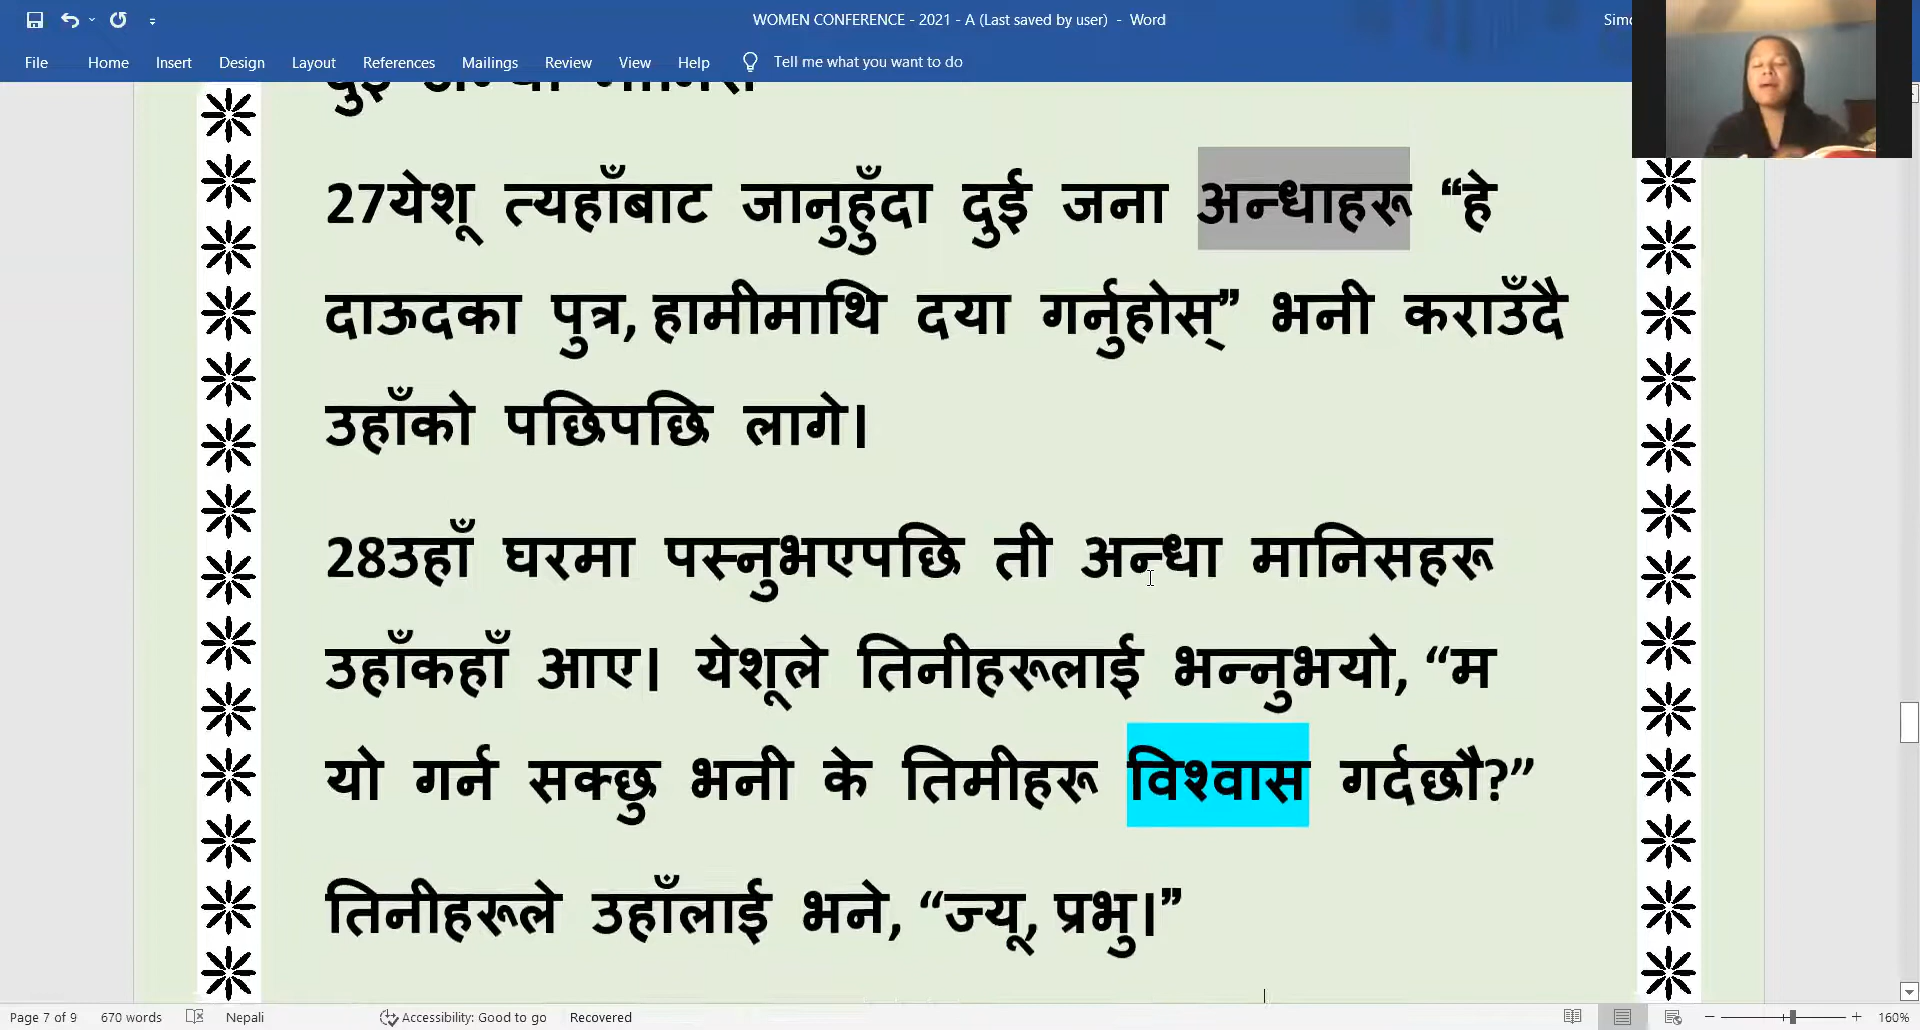 WOMEN CONFERENCE - 2021 - A (Last saved by user) - Word
File Home Insert Design Layout References Mailings Review View Help Tell me what you want to do
27येशू त्यहाँबाट जानुहुँदा दुई जना अन्धाहरू “हे
दाऊदका पुत्र, हामीमाथि दया गर्नुहोस्” भनी कराउँदै
उहाँको पछिपछि लागे।
28उहाँ घरमा पस्नुभएपछि ती अन्धा मानिसहरू
उहाँकहाँ आए। येशूले तिनीहरूलाई भन्नुभयो, “म
यो गर्न सक्छु भनी के तिमीहरू विश्वास गर्दछौ?”
तिनीहरूले उहाँलाई भने, “ज्यू, प्रभु।”
Page 7 of 9 670 words Nepali Accessibility: Good to go Recovered 160%